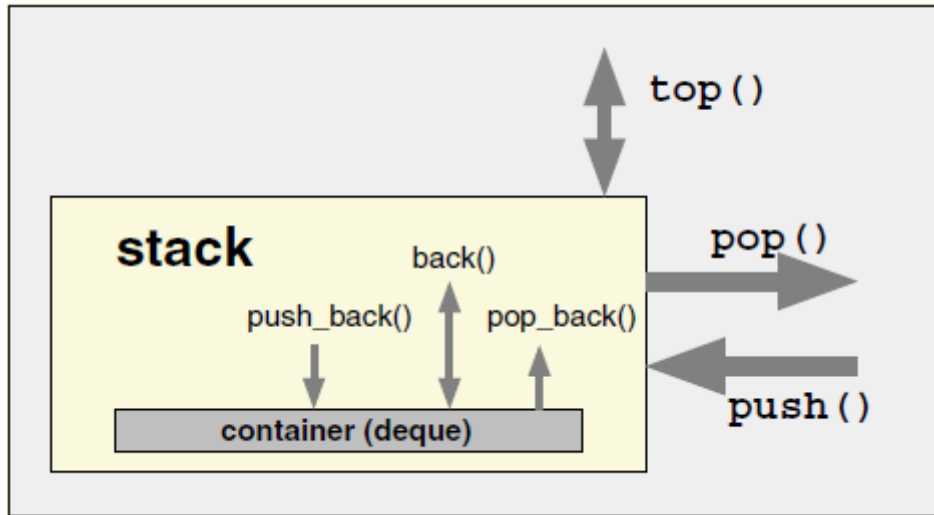 top()
stack
pop()
back()
push_back()
pop_back()
push()
container (deque)